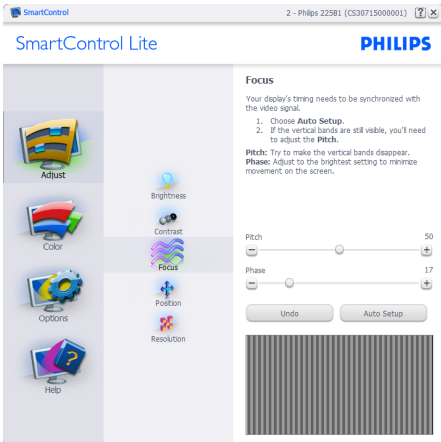 SmartControl
2 - Philips 225B1 (CS30715000001)
?
SmartControl Lite
PHILIPS
Adjust
Color
Options
Help
Brightness
Contrast
Focus
Position
Resolution
Focus
Your display's timing needs to be synchronized with
the video signal.
1. Choose Auto Setup.
2. If the vertical bands are still visible, you'll need
to adjust the Pitch.
Pitch: Try to make the vertical bands disappear.
Phase: Adjust to the brightest setting to minimize
movement on the screen.
Pitch 50
Phase 17
Undo
Auto Setup